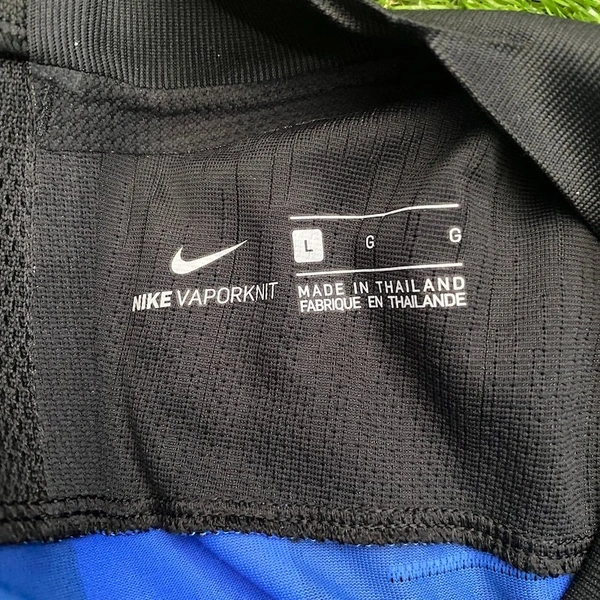 L G G
NIKE VAPORKNIT
MADE IN THAILAND
FABRIQUE EN THAILANDE